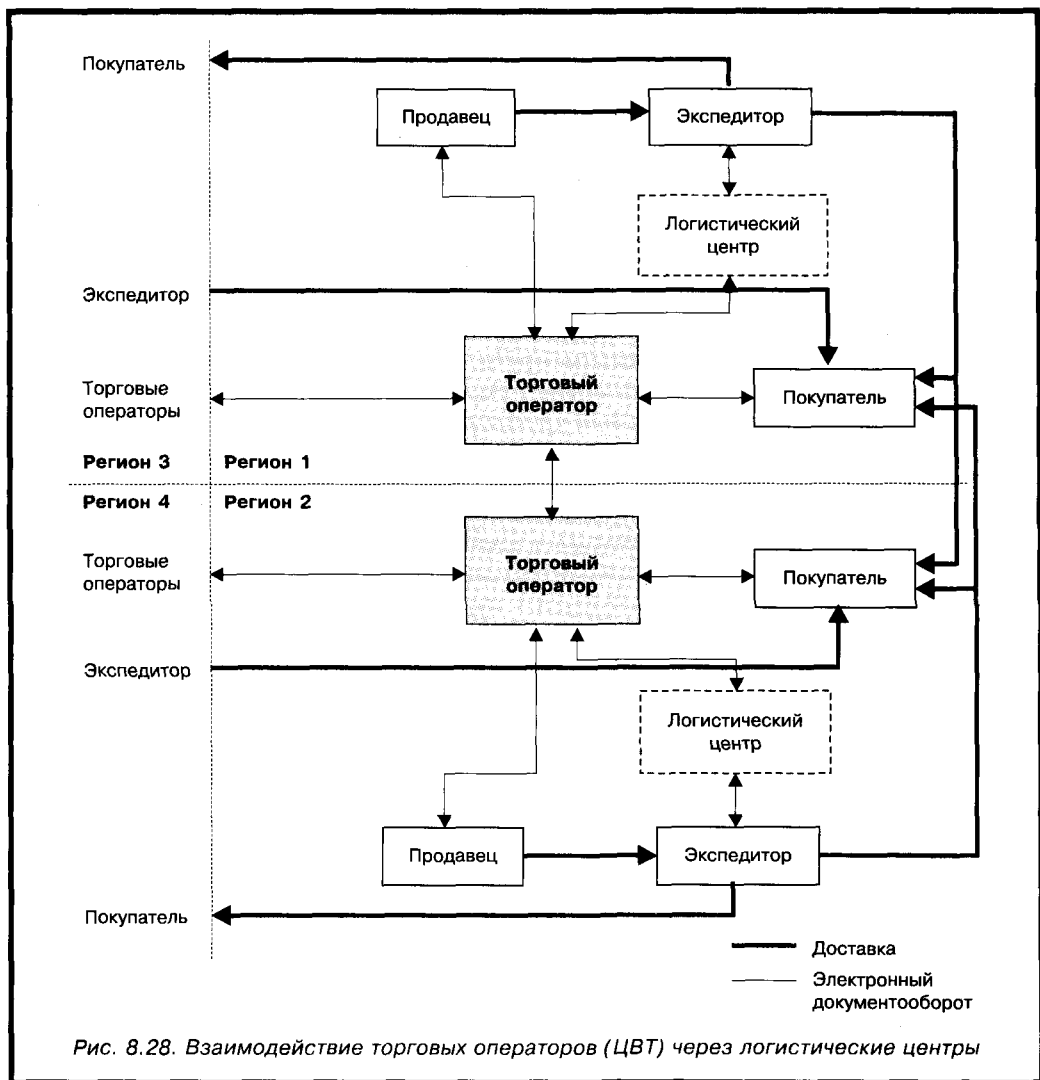 Покупатель
Продавец
Экспедитор
Логистический
центр
Экспедитор
Торговые
операторы
Торговый
оператор
Покупатель
Регион 3
Регион 1
Регион 4
Регион 2
Торговые
операторы
Торговый
оператор
Покупатель
Экспедитор
Логистический
центр
Продавец
Экспедитор
Покупатель
Доставка
Электронный
документооборот
Рис. 8.28. Взаимодействие торговых операторов (ЦВТ) через логистические центры